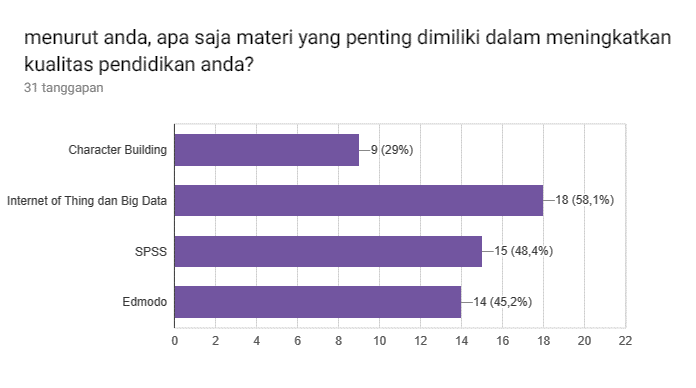 menurut anda, apa saja materi yang penting dimiliki dalam meningkatkan
kualitas pendidikan anda?
31 tanggapan
Character Building
9 (29%)
Internet of Thing dan Big Data
18 (58,1%)
SPSS
15 (48,4%)
Edmodo
14 (45,2%)
0 2 4 6 8 10 12 14 16 18 20 22